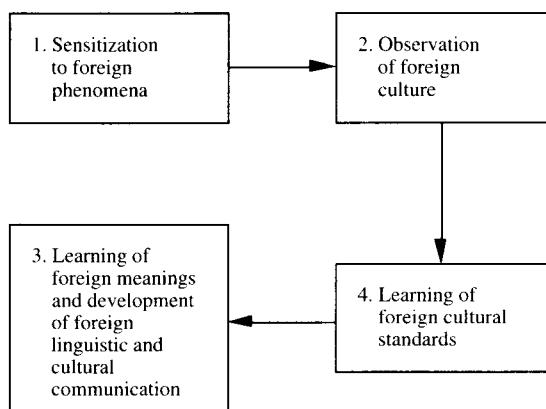 1. Sensitization
to foreign
phenomena
2. Observation
of foreign
culture
3. Learning of
foreign meanings
and development
of foreign
linguistic and
cultural
communication
4. Learning of
foreign cultural
standards